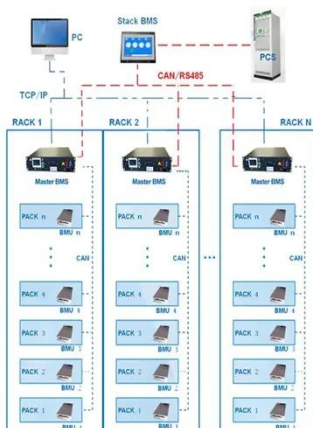 PC
Stack BMS
PCS
CAN/RS485
TCP/IP
RACK 1
RACK 2
RACK N
Master BMS
Master BMS
Master BMS
PACK n
BMU n
PACK n
BMU n
PACK n
BMU n
CAN
CAN
CAN
...
PACK 4
BMU 4
PACK 4
BMU 4
PACK 4
BMU 4
PACK 3
BMU 3
PACK 3
BMU 3
PACK 3
BMU 3
PACK 2
BMU 2
PACK 2
BMU 2
PACK 2
BMU 2
PACK 1
BMU
PACK 1
BMU
PACK 1
BMU